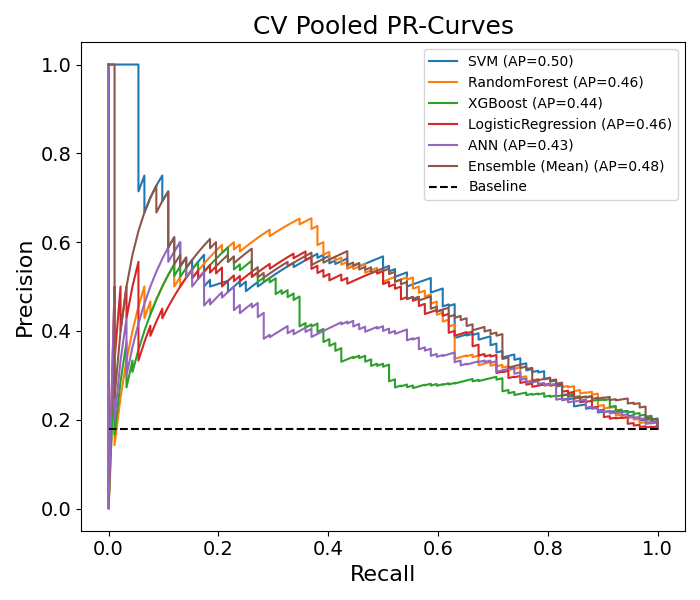 CV Pooled PR-Curves
SVM (AP=0.50)
RandomForest (AP=0.46)
XGBoost (AP=0.44)
LogisticRegression (AP=0.46)
ANN (AP=0.43)
Ensemble (Mean) (AP=0.48)
Baseline
Precision
1.0
0.8
0.6
0.4
0.2
0.0
0.0 0.2 0.4 0.6 0.8 1.0
Recall